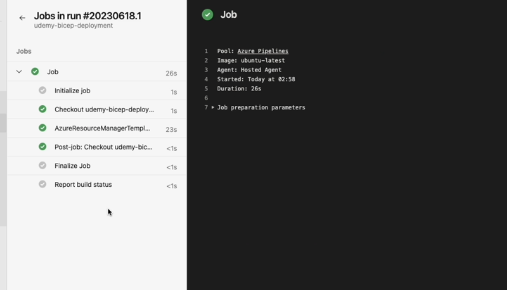 Jobs in run #20230618.1
udemy-bicep-deployment
Jobs
Job 26s
Initialize job 1s
Checkout udemy-bicep-deploy... 1s
AzureResourceManagerTempl... 23s
Post-job: Checkout udemy-bic... <1s
Finalize Job <1s
Report build status <1s
Job
1 Pool: Azure Pipelines
2 Image: ubuntu-latest
3 Agent: Hosted Agent
4 Started: Today at 02:58
5 Duration: 26s
6
7 Job preparation parameters